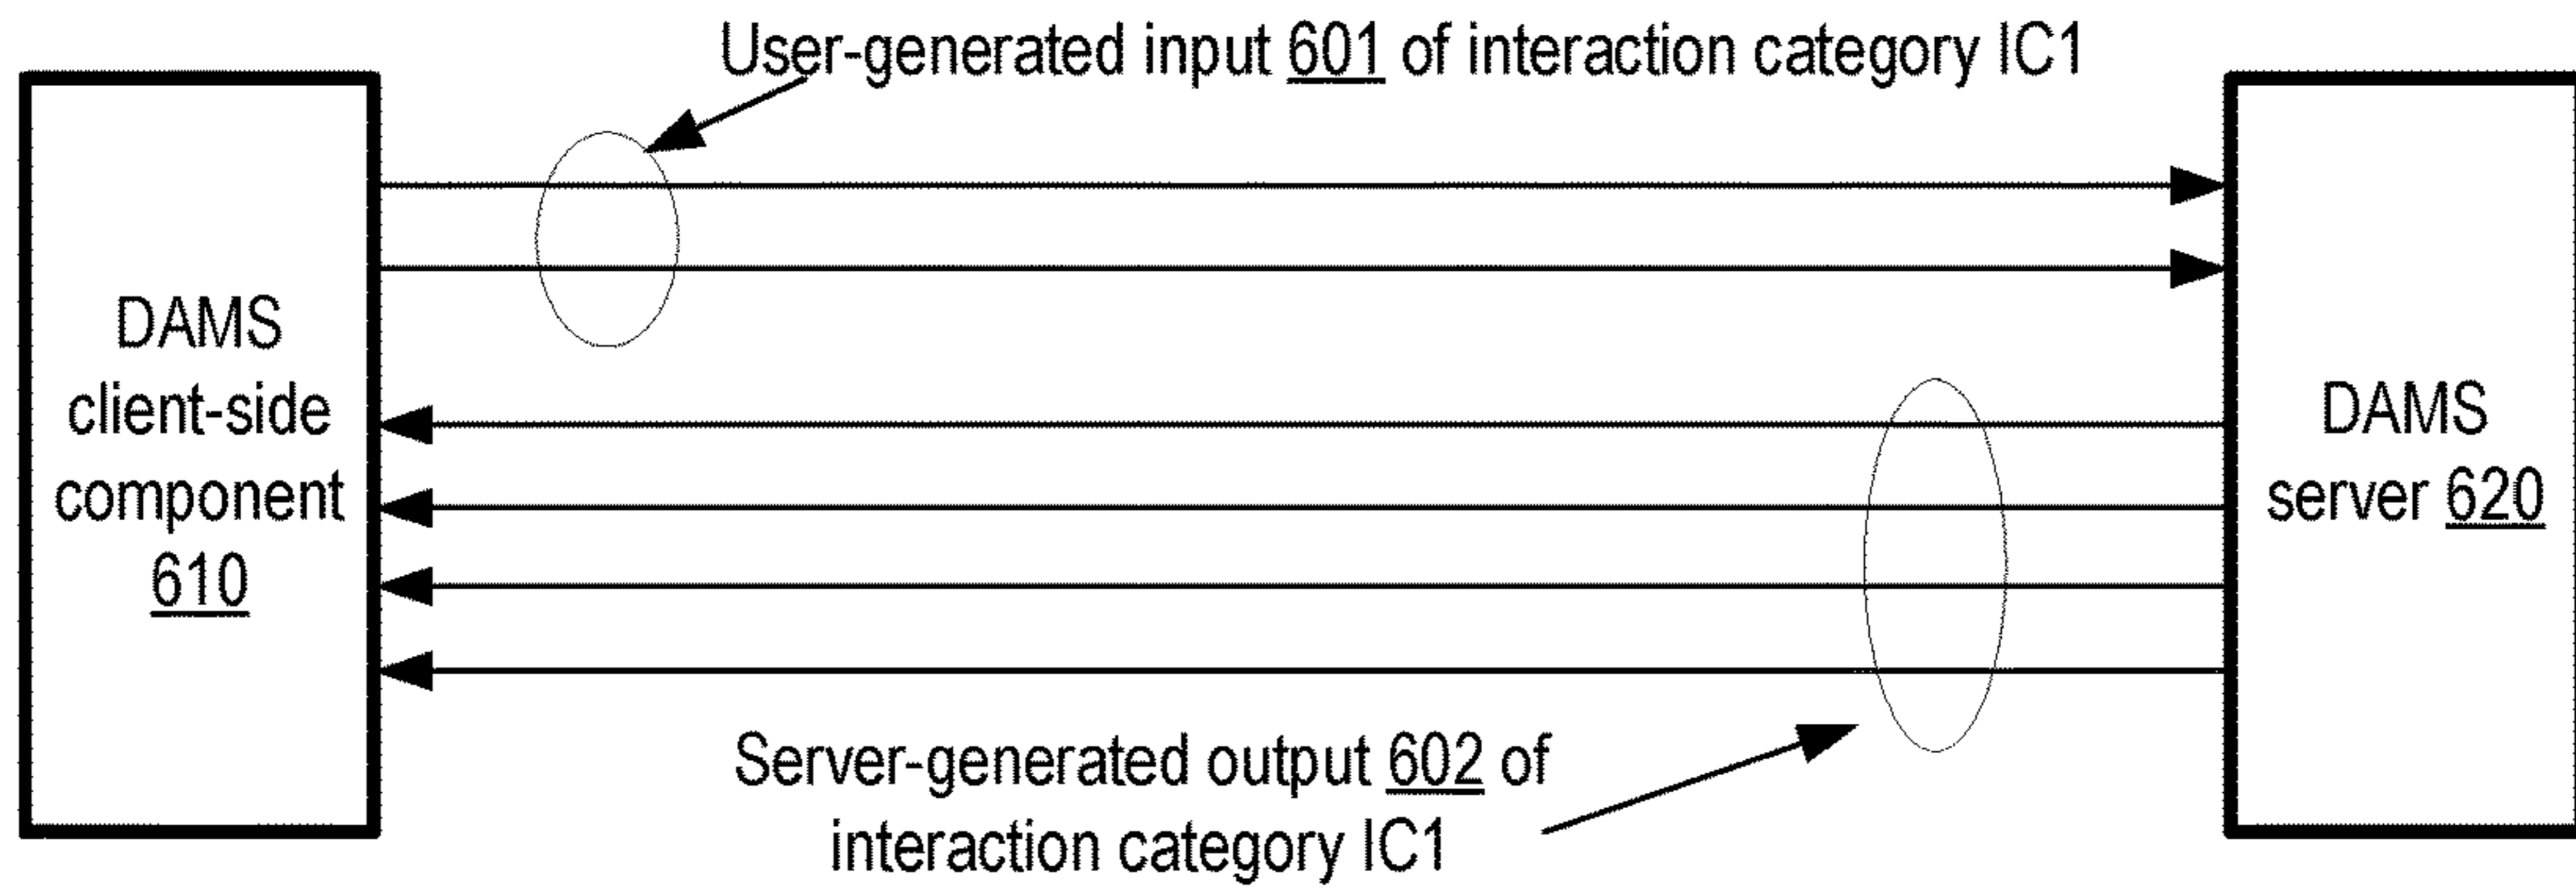 User-generated input 601 of interaction category IC1
DAMS
client-side
component
610
DAMS
server 620
Server-generated output 602 of
interaction category IC1